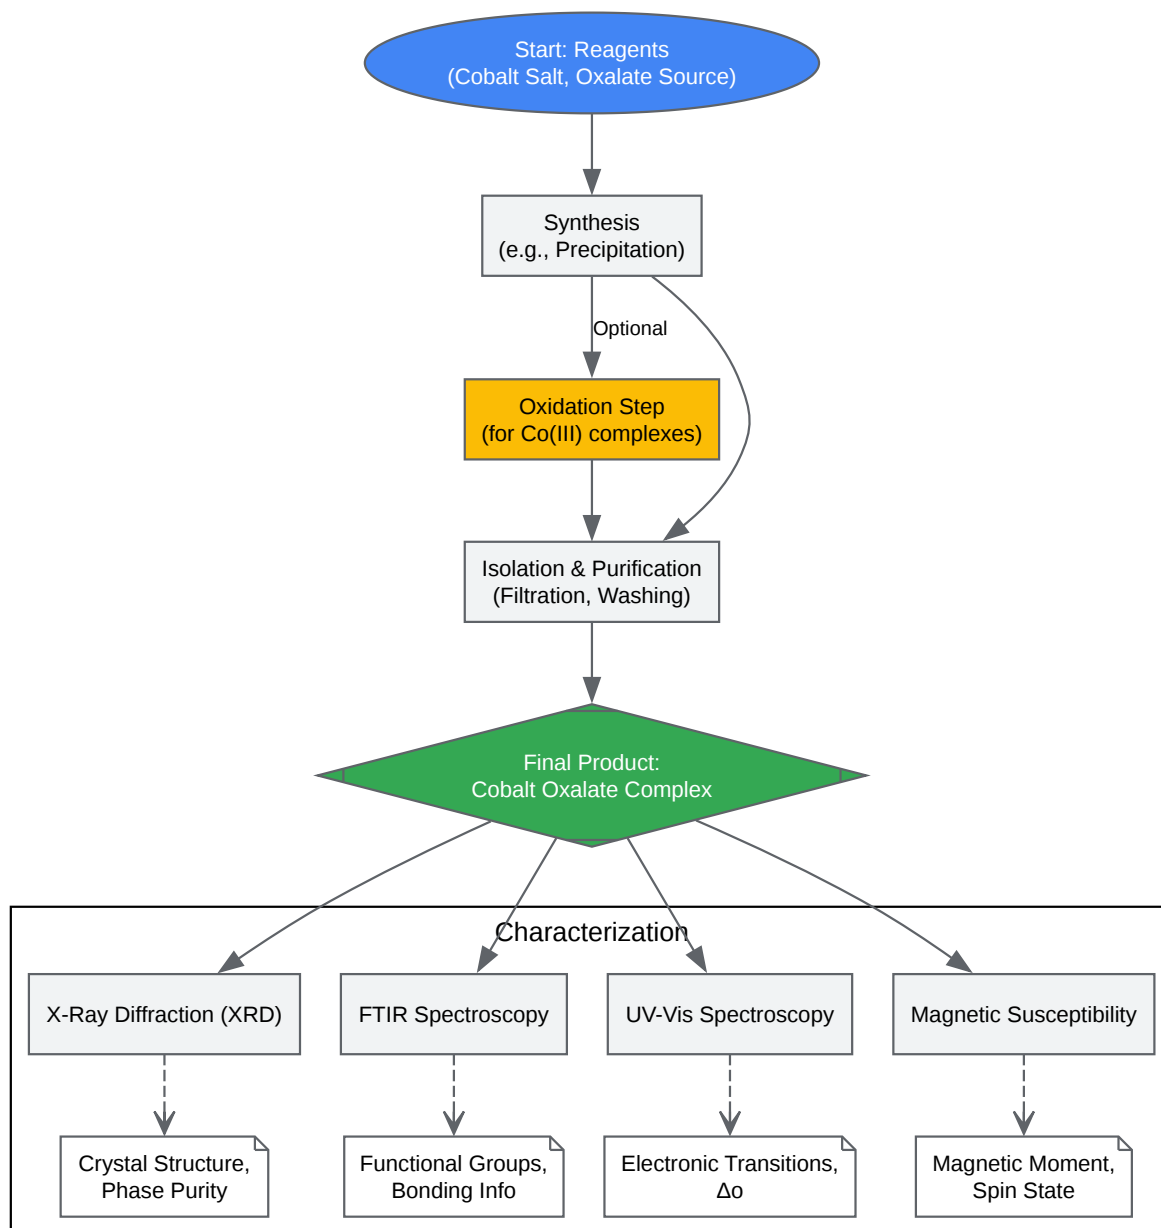 Start: Reagents
(Cobalt Salt, Oxalate Source)
Synthesis
(e.g., Precipitation)
Optional
Oxidation Step
(for Co(III) complexes)
Isolation & Purification
(Filtration, Washing)
Final Product:
Cobalt Oxalate Complex
Characterization
X-Ray Diffraction (XRD)
FTIR Spectroscopy
UV-Vis Spectroscopy
Magnetic Susceptibility
Crystal Structure,
Phase Purity
Functional Groups,
Bonding Info
Electronic Transitions,
Δo
Magnetic Moment,
Spin State